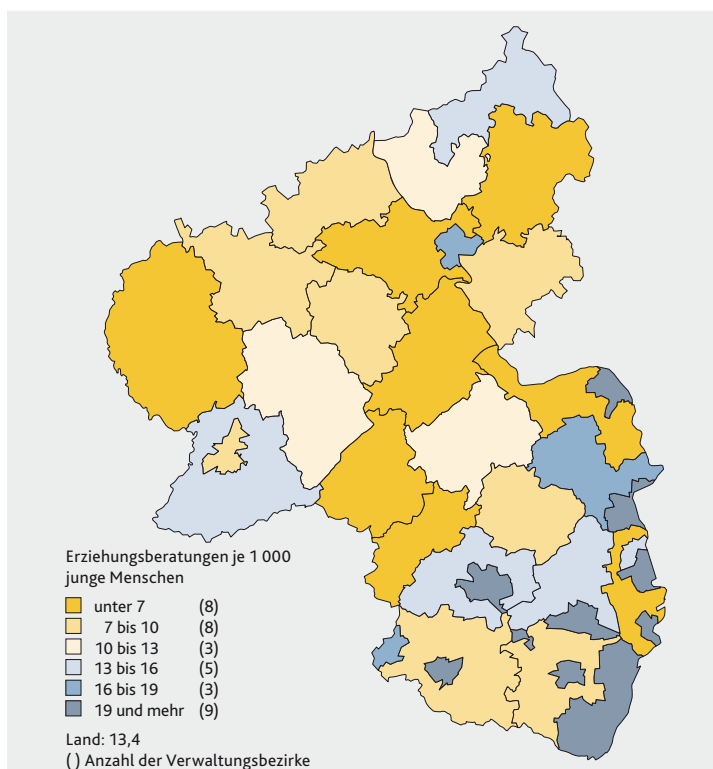 Erziehungsberatungen je 1 000
junge Menschen
unter 7 (8)
7 bis 10 (8)
10 bis 13 (3)
13 bis 16 (5)
16 bis 19 (3)
19 und mehr (9)
Land: 13,4
( ) Anzahl der Verwaltungsbezirke